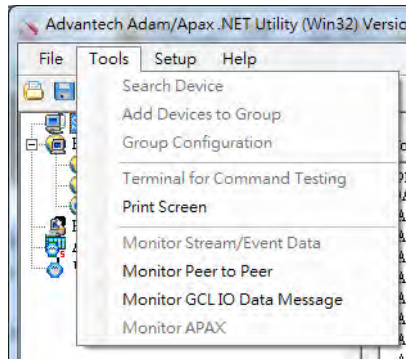 Advantech Adam/Apax .NET Utility (Win32) Versio
File Tools Setup Help
Search Device
Add Devices to Group
Group Configuration
Terminal for Command Testing
Print Screen
Monitor Stream/Event Data
Monitor Peer to Peer
Monitor GCL IO Data Message
Monitor APAX